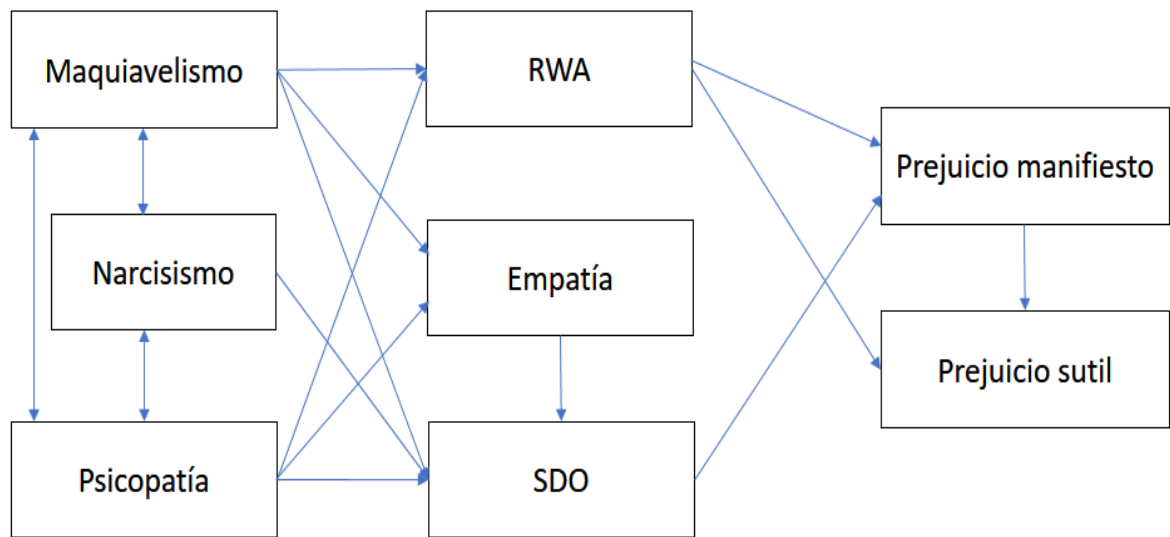 Maquiavelismo
RWA
Prejuicio manifiesto
Narcisismo
Empatía
Prejuicio sutil
Psicopatía
SDO